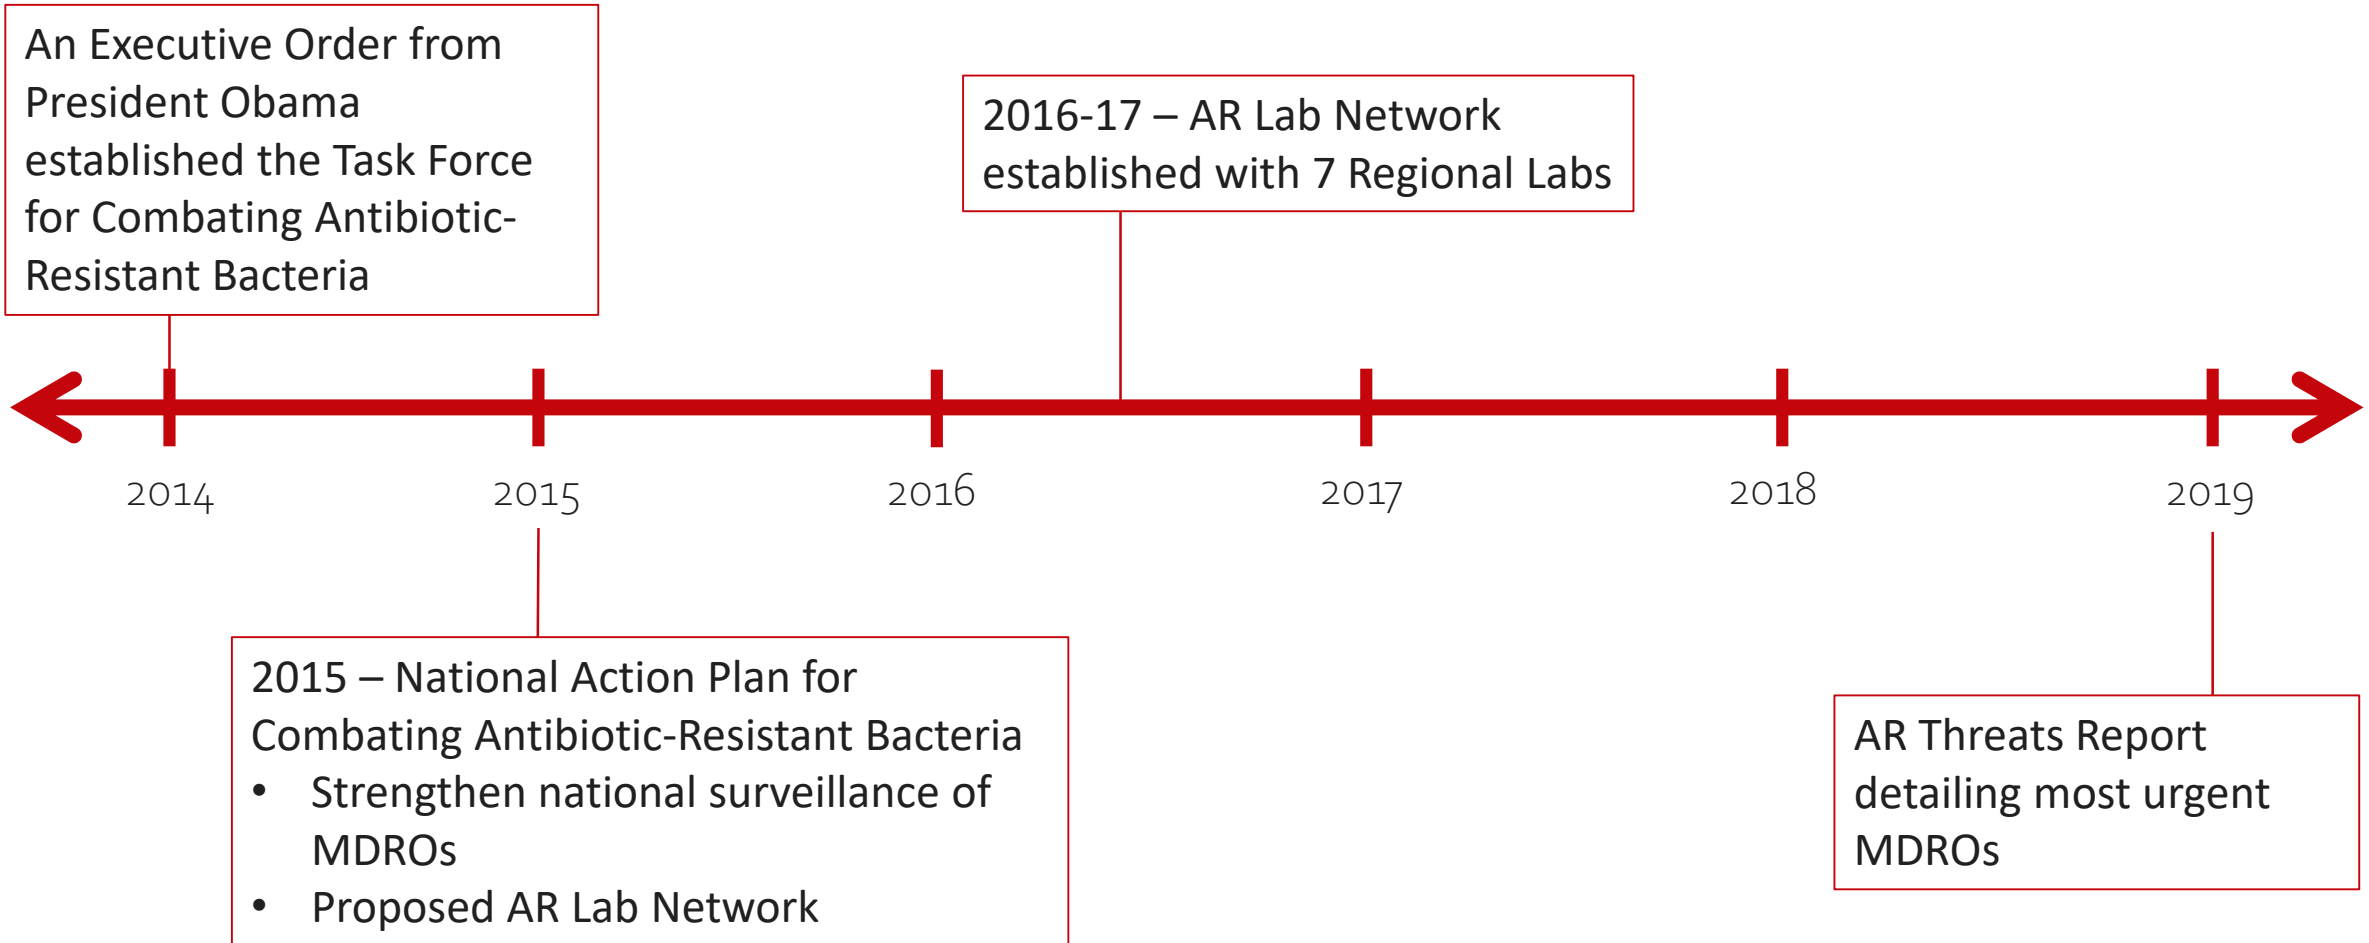 An Executive Order from
President Obama
established the Task Force
for Combating Antibiotic-
Resistant Bacteria
2016-17 – AR Lab Network
established with 7 Regional Labs
2014
2015
2016
2017
2018
2019
2015 – National Action Plan for
Combating Antibiotic-Resistant Bacteria
• Strengthen national surveillance of
MDROs
• Proposed AR Lab Network
AR Threats Report
detailing most urgent
MDROs